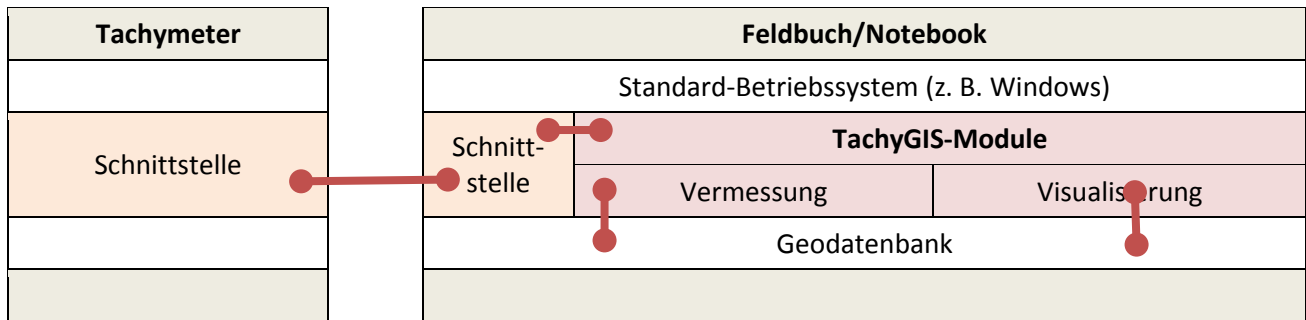 Tachymeter
Feldbuch/Notebook
Standard-Betriebssystem (z. B. Windows)
Schnittstelle
Schnitt-
stelle
TachyGIS-Module
Vermessung
Visualisierung
Geodatenbank